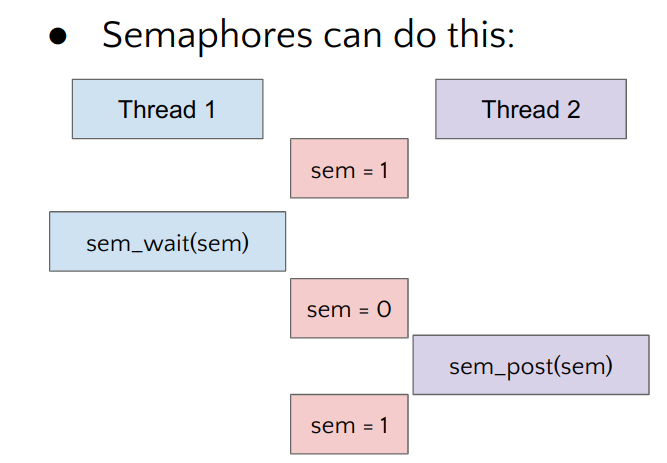 ● Semaphores can do this:
Thread 1
Thread 2
sem = 1
sem_wait(sem)
sem = 0
sem_post(sem)
sem = 1